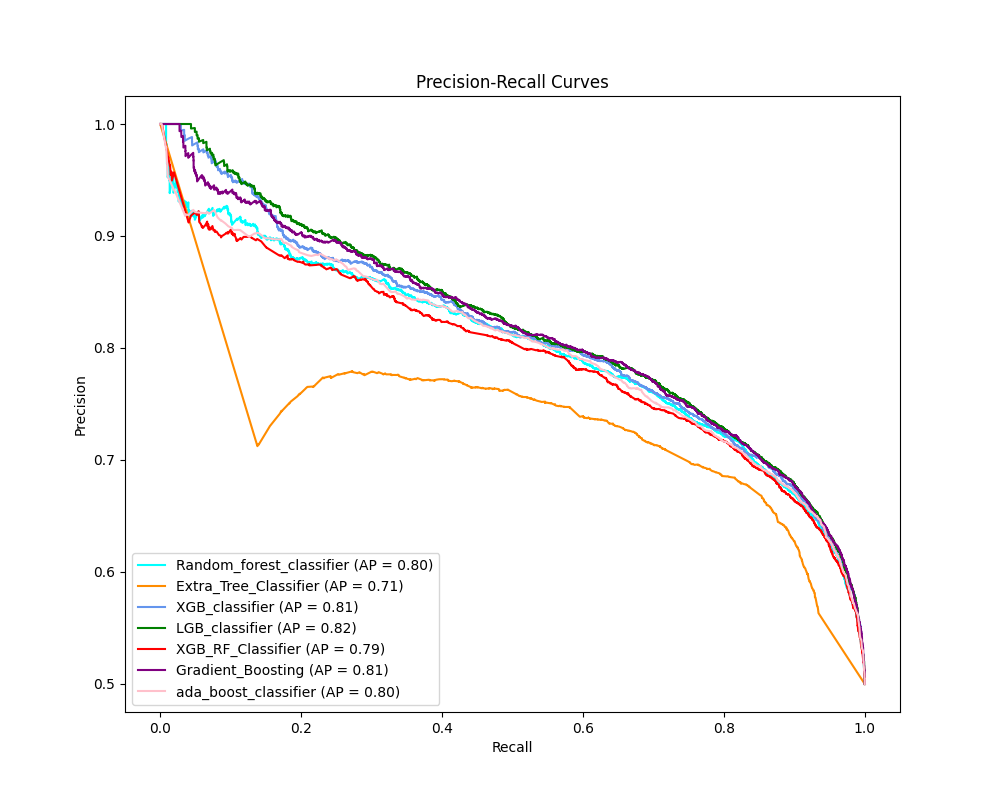 Precision-Recall Curves
Precision
1.0
0.9
0.8
0.7
0.6
0.5
Random_forest_classifier (AP = 0.80)
Extra_Tree_Classifier (AP = 0.71)
XGB_classifier (AP = 0.81)
LGB_classifier (AP = 0.82)
XGB_RF_Classifier (AP = 0.79)
Gradient_Boosting (AP = 0.81)
ada_boost_classifier (AP = 0.80)
0.0 0.2 0.4 0.6 0.8 1.0
Recall